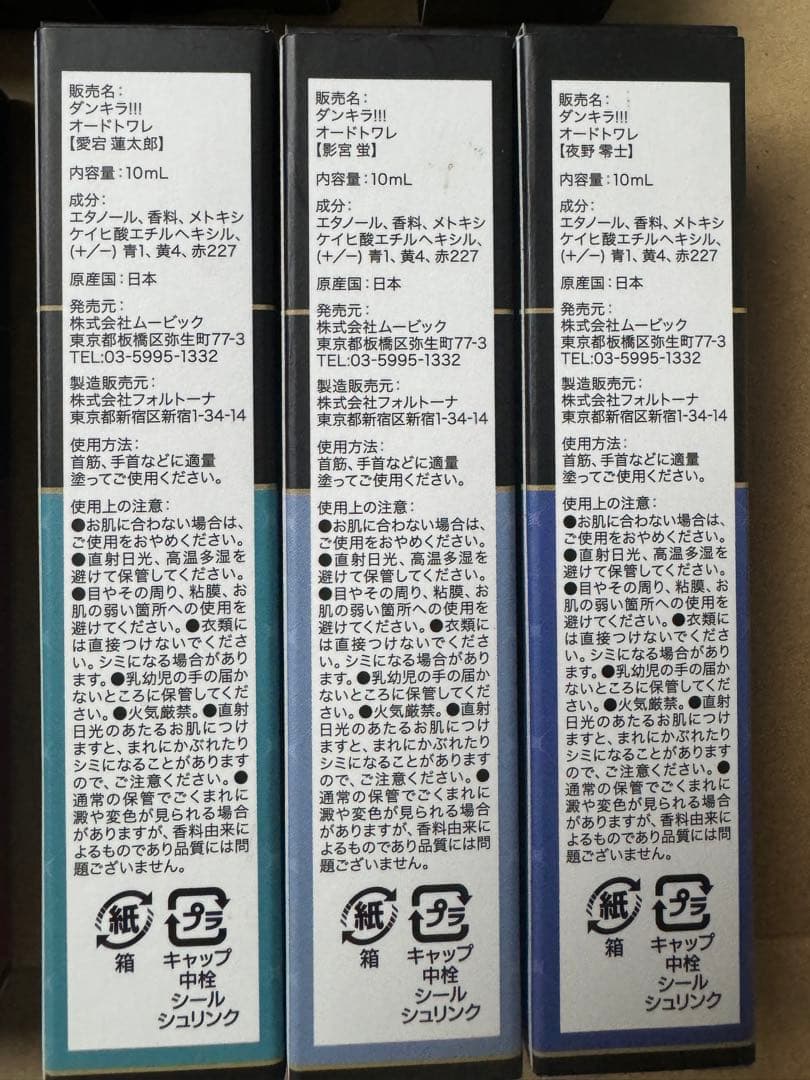 販売名：
ダンキラ!!!
オードトワレ
【愛宕 蓮太郎】
内容量：10mL
成分：
エタノール、香料、メトキシ
ケイヒ酸エチルヘキシル、
(+/−) 青1、黄4、赤227
原産国：日本
発売元：
株式会社ムービック
東京都板橋区弥生町77-3
TEL:03-5995-1332
製造販売元：
株式会社フォルトーナ
東京都新宿区新宿1-34-14
使用方法：
首筋、手首などに適量
塗ってご使用ください。
使用上の注意：
●お肌に合わない場合は、
ご使用をおやめください。
●直射日光、高温多湿を
避けて保管してください。
●目やその周り、粘膜、お
肌の弱い箇所への使用を
避けてください。●衣類に
は直接つけないでくださ
い。シミになる場合があり
ます。●乳幼児の手の届か
ないところに保管してくだ
さい。●火気厳禁。●直射
日光のあたるお肌につけ
ますと、まれにかぶれたり
シミになることがあります
ので、ご注意ください。●
通常の保管でごくまれに
澱や変色が見られる場合
がありますが、香料由来に
よるものであり品質には問
題ございません。
紙
箱
プラ
キャップ
中栓
シール
シュリンク
販売名：
ダンキラ!!!
オードトワレ
【影宮 蛍】
内容量：10mL
成分：
エタノール、香料、メトキシ
ケイヒ酸エチルヘキシル、
(+/−) 青1、黄4、赤227
原産国：日本
発売元：
株式会社ムービック
東京都板橋区弥生町77-3
TEL:03-5995-1332
製造販売元：
株式会社フォルトーナ
東京都新宿区新宿1-34-14
使用方法：
首筋、手首などに適量
塗ってご使用ください。
使用上の注意：
●お肌に合わない場合は、
ご使用をおやめください。
●直射日光、高温多湿を
避けて保管してください。
●目やその周り、粘膜、お
肌の弱い箇所への使用を
避けてください。●衣類に
は直接つけないでくださ
い。シミになる場合があり
ます。●乳幼児の手の届か
ないところに保管してくだ
さい。●火気厳禁。●直射
日光のあたるお肌につけ
ますと、まれにかぶれたり
シミになることがあります
ので、ご注意ください。●
通常の保管でごくまれに
澱や変色が見られる場合
がありますが、香料由来に
よるものであり品質には問
題ございません。
紙
箱
プラ
キャップ
中栓
シール
シュリンク
販売名：
ダンキラ!!!
オードトワレ
【夜野 零士】
内容量：10mL
成分：
エタノール、香料、メトキシ
ケイヒ酸エチルヘキシル、
(+/−) 青1、黄4、赤227
原産国：日本
発売元：
株式会社ムービック
東京都板橋区弥生町77-3
TEL:03-5995-1332
製造販売元：
株式会社フォルトーナ
東京都新宿区新宿1-34-14
使用方法：
首筋、手首などに適量
塗ってご使用ください。
使用上の注意：
●お肌に合わない場合は、
ご使用をおやめください。
●直射日光、高温多湿を
避けて保管してください。
●目やその周り、粘膜、お
肌の弱い箇所への使用を
避けてください。●衣類に
は直接つけないでくださ
い。シミになる場合があり
ます。●乳幼児の手の届か
ないところに保管してくだ
さい。●火気厳禁。●直射
日光のあたるお肌につけ
ますと、まれにかぶれたり
シミになることがあります
ので、ご注意ください。●
通常の保管でごくまれに
澱や変色が見られる場合
がありますが、香料由来に
よるものであり品質には問
題ございません。
紙
箱
プラ
キャップ
中栓
シール
シュリンク